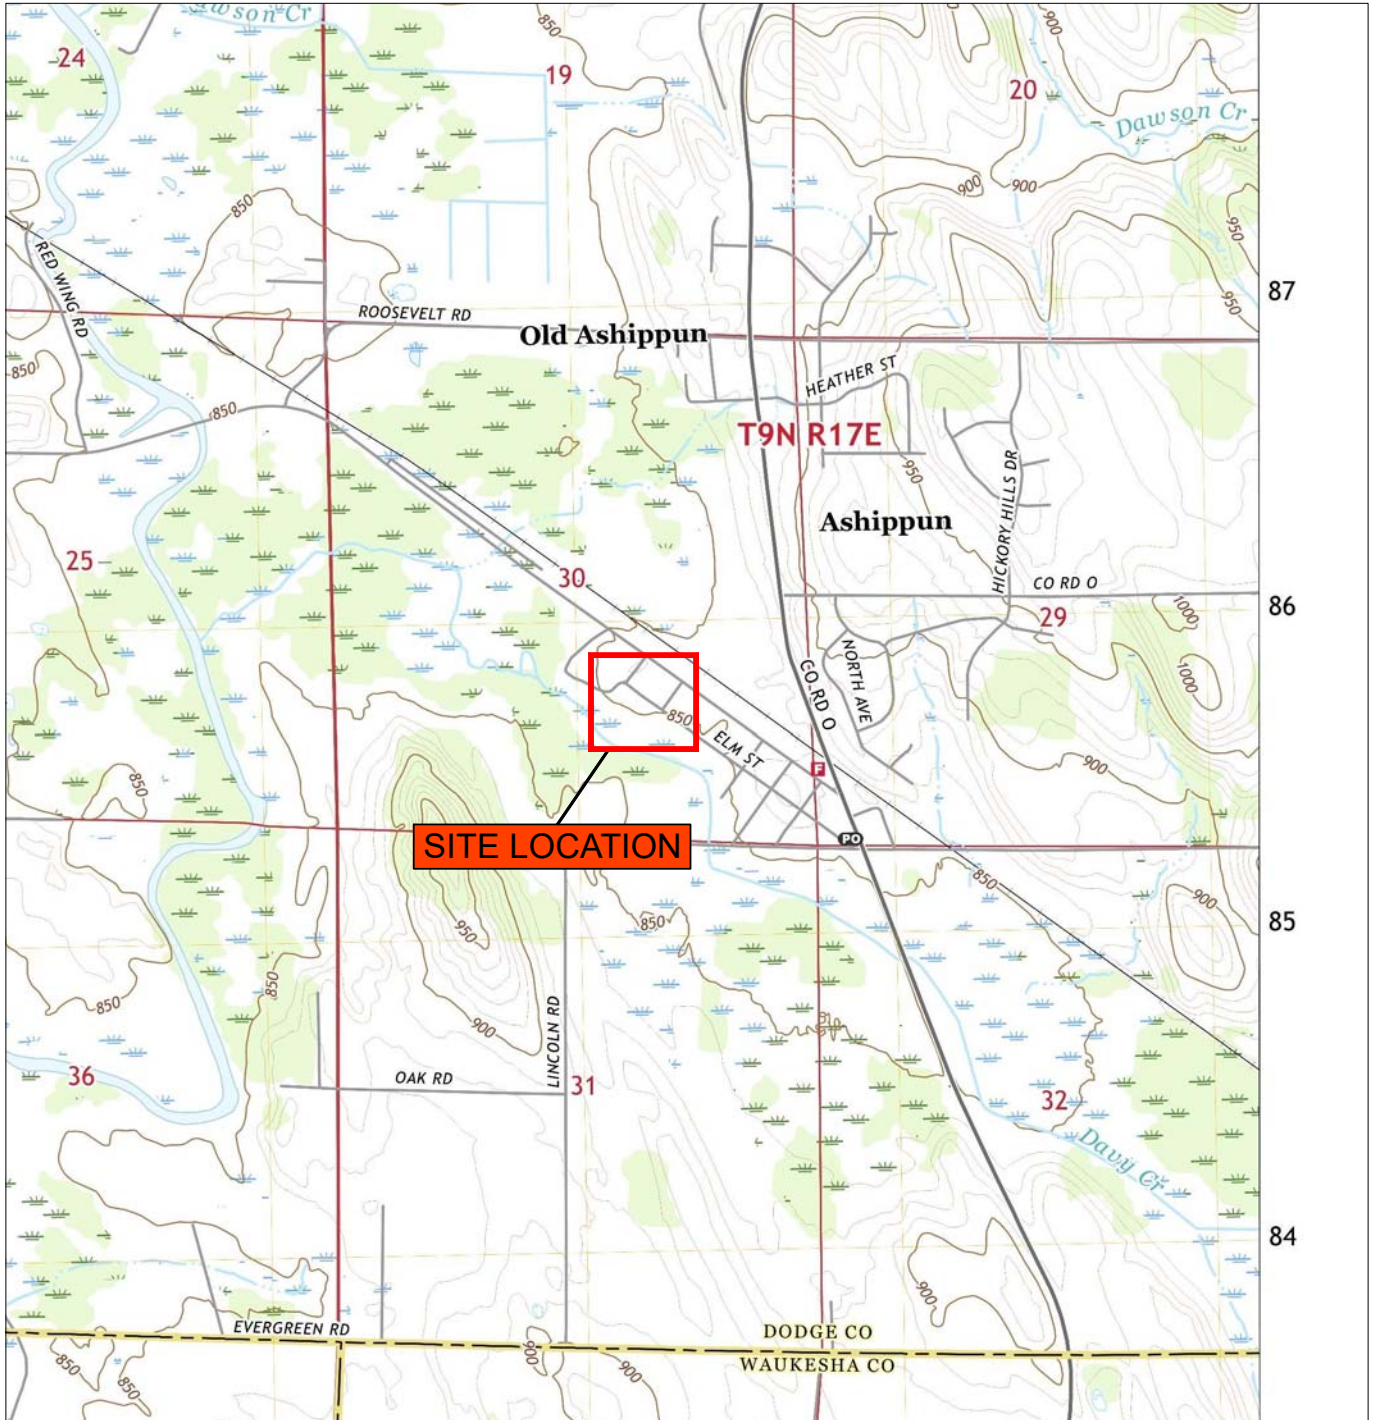 Dawson Cr
850
900
900
24
19
20
Dawson Cr
900
900
850
950
RED WING RD
87
950
ROOSEVELT RD
Old Ashippun
850
HEATHER ST
850
T9N R17E
950
HICKORY HILLS DR
Ashippun
25
30
CO RD O
86
1000
29
NORTH AVE
CO RD O
1000
850
ELM ST
F
900
850
SITE LOCATION
PO
850
900
950
850
85
850
850
LINCOLN RD
900
36
OAK RD
31
32
Davy Cr
84
900
EVERGREEN RD
DODGE CO
WAUKESHA CO
850
850
900
900